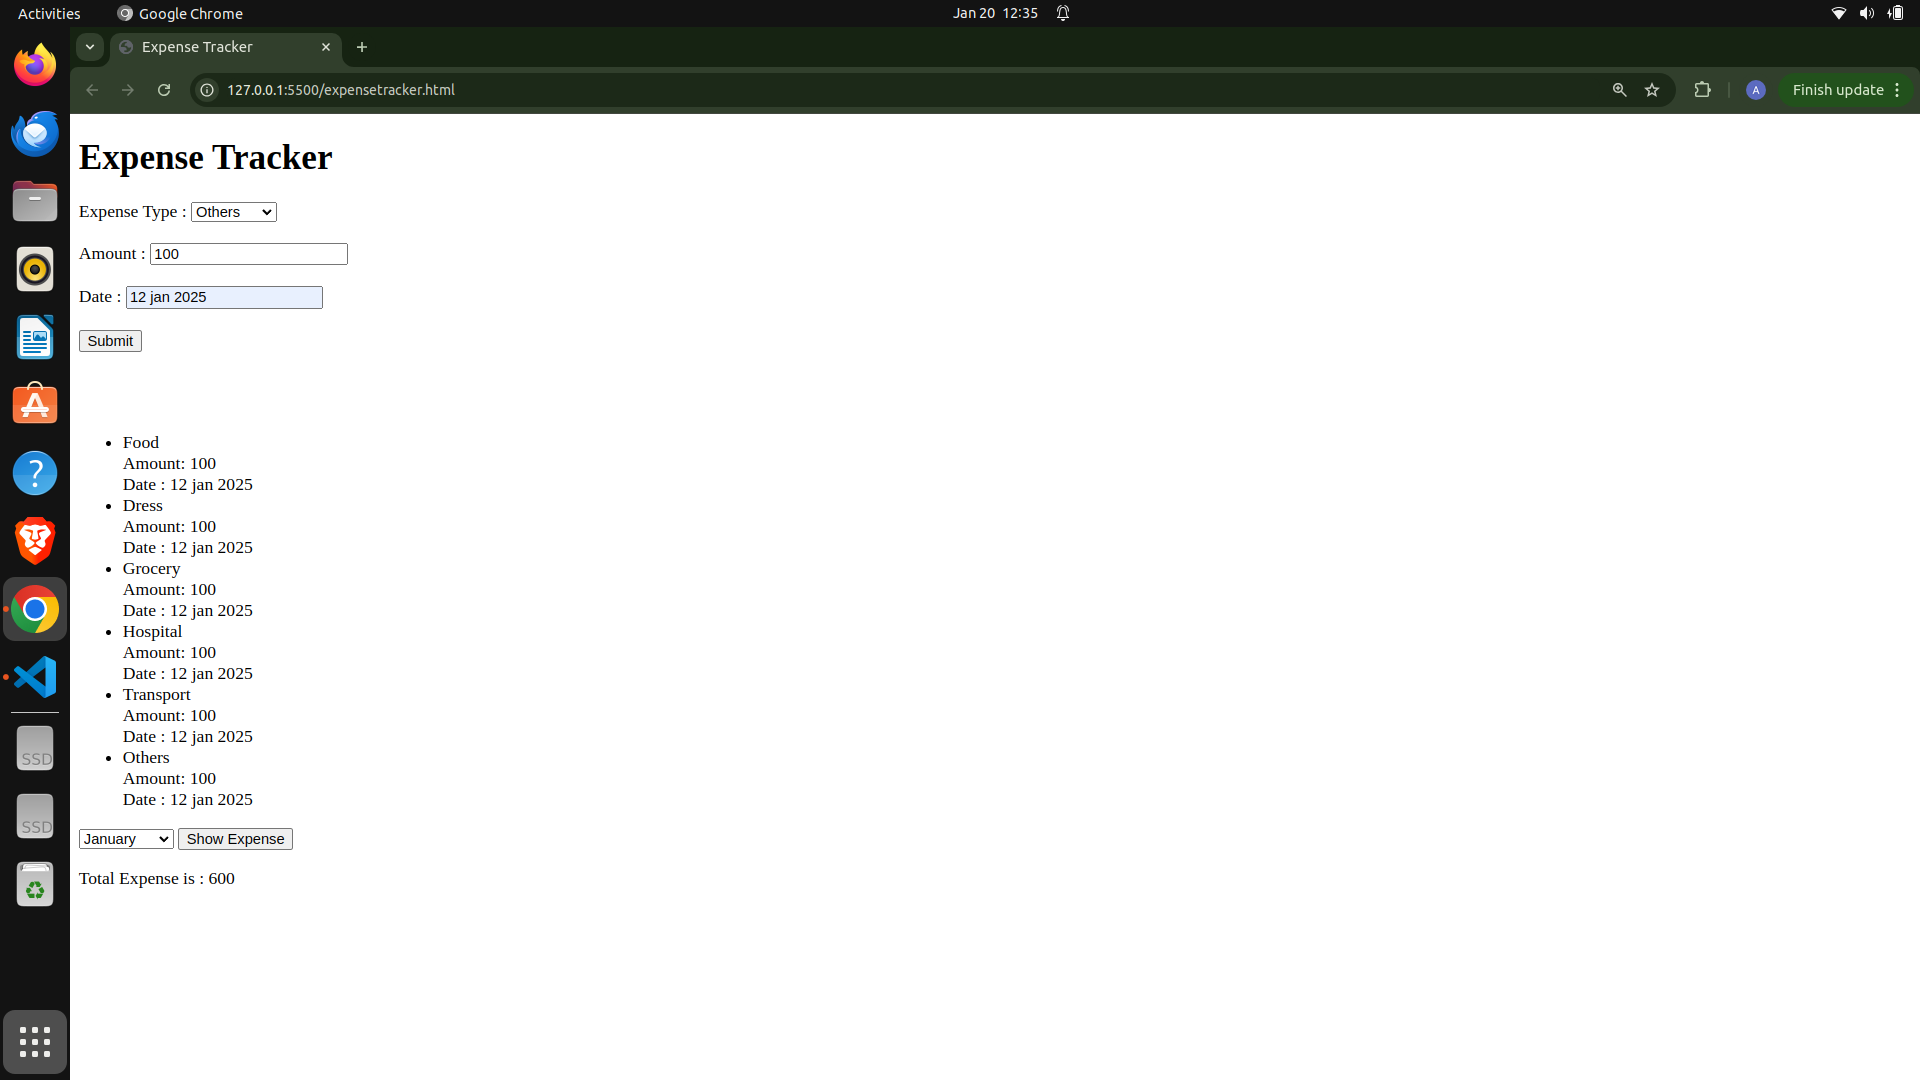 Activities
Google Chrome
Jan 20 12:35
Expense Tracker
127.0.0.1:5500/expensetracker.html
A
Finish update
Expense Tracker
Expense Type : Others
Amount : 100
Date : 12 jan 2025
Submit
Food
Amount: 100
Date : 12 jan 2025
Dress
Amount: 100
Date : 12 jan 2025
Grocery
Amount: 100
Date : 12 jan 2025
Hospital
Amount: 100
Date : 12 jan 2025
Transport
Amount: 100
Date : 12 jan 2025
Others
Amount: 100
Date : 12 jan 2025
January Show Expense
Total Expense is : 600
SSD
SSD